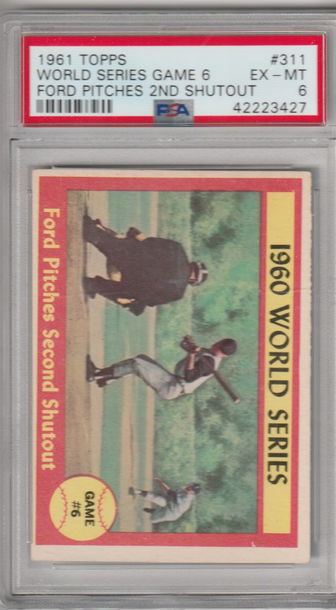 1961 TOPPS #311
WORLD SERIES GAME 6 EX – MT
FORD PITCHES 2ND SHUTOUT 6
PSA 42223427
1960 WORLD SERIES
Ford Pitches Second Shutout
GAME
#6